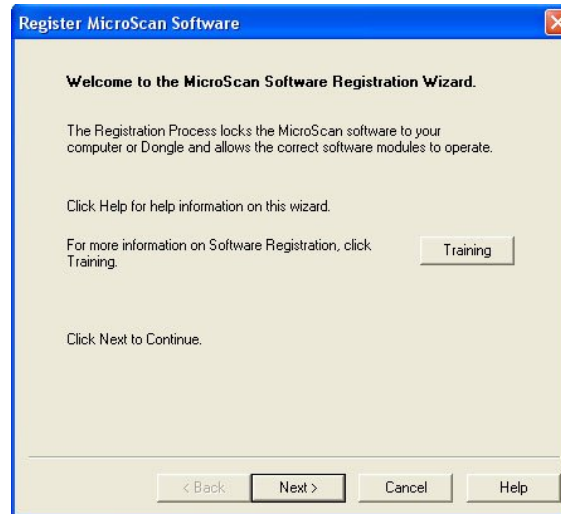 Register MicroScan Software
Welcome to the MicroScan Software Registration Wizard.
The Registration Process locks the MicroScan software to your
computer or Dongle and allows the correct software modules to operate.
Click Help for help information on this wizard.
For more information on Software Registration, click
Training.
Training
Click Next to Continue.
< Back
Next >
Cancel
Help